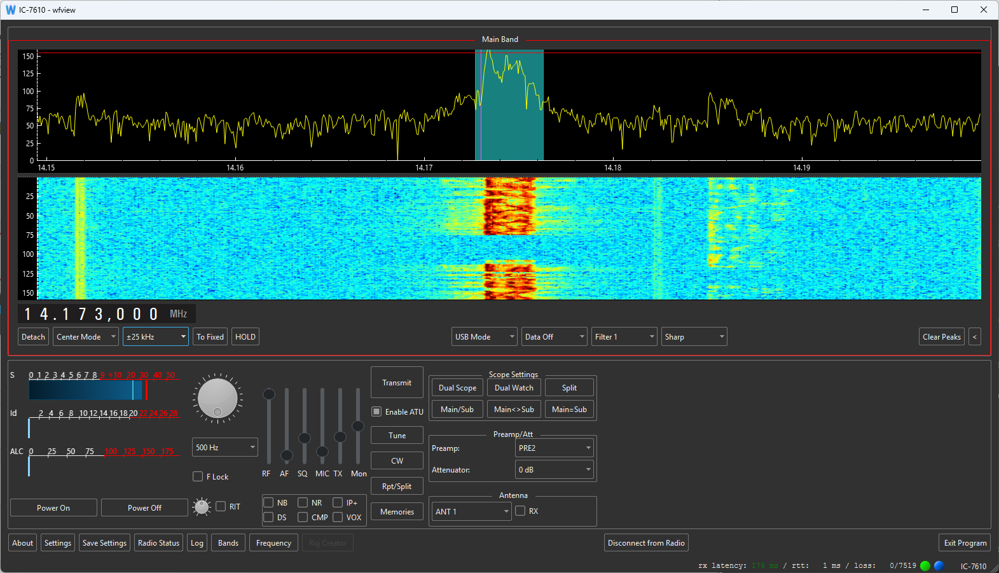 IC-7610 - wfview
Main Band
150
125
100
75
50
25
0
14.15 14.16 14.17 14.18 14.19
25
50
75
100
125
150
14.173,000 MHz
Detach Center Mode ±25 kHz To Fixed HOLD USB Mode Data Off Filter 1 Sharp Clear Peaks <
S 0 1 2 3 4 5 6 7 8 9 +10 20 30 40 50
Id 2 4 6 8 10 12 14 16 18 20 22 24 26 28
ALC 0 25 50 75 100 125 150 175
Power On Power Off
500 Hz
F Lock
RIT
RF AF SQ MIC TX Mon
NB NR IP+
DS CMP VOX
Transmit
Enable ATU
Tune
CW
Rpt/Split
Memories
Scope Settings
Dual Scope Dual Watch Split
Main/Sub Main<>Sub Main=Sub
Preamp/Att
Preamp: PRE2
Attenuator: 0 dB
Antenna
ANT 1 RX
About Settings Save Settings Radio Status Log Bands Frequency Rig Creator Disconnect from Radio Exit Program
rx latency: 176 ms / rtt: 1 ms / loss: 0/7519 IC-7610